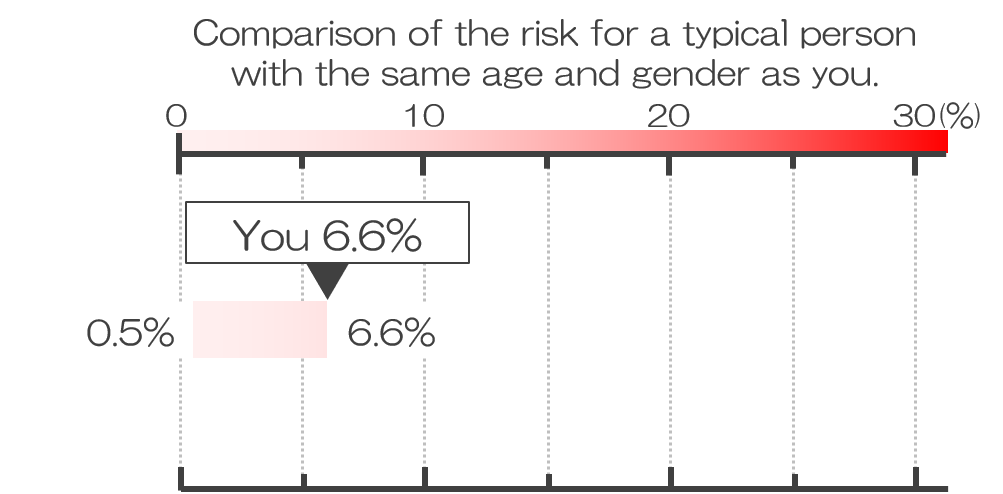 Comparison of the risk for a typical person
with the same age and gender as you.
0 10 20 30(%)
You 6.6%
0.5% 6.6%